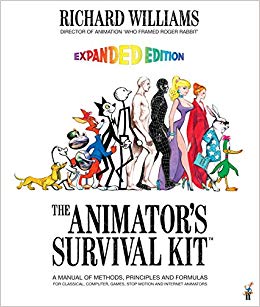 RICHARD WILLIAMS
DIRECTOR OF ANIMATION 'WHO FRAMED ROGER RABBIT'
EXPANDED EDITION
THE ANIMATOR'S
SURVIVAL KIT™
A MANUAL OF METHODS, PRINCIPLES AND FORMULAS
FOR CLASSICAL, COMPUTER, GAMES, STOP MOTION AND INTERNET ANIMATORS